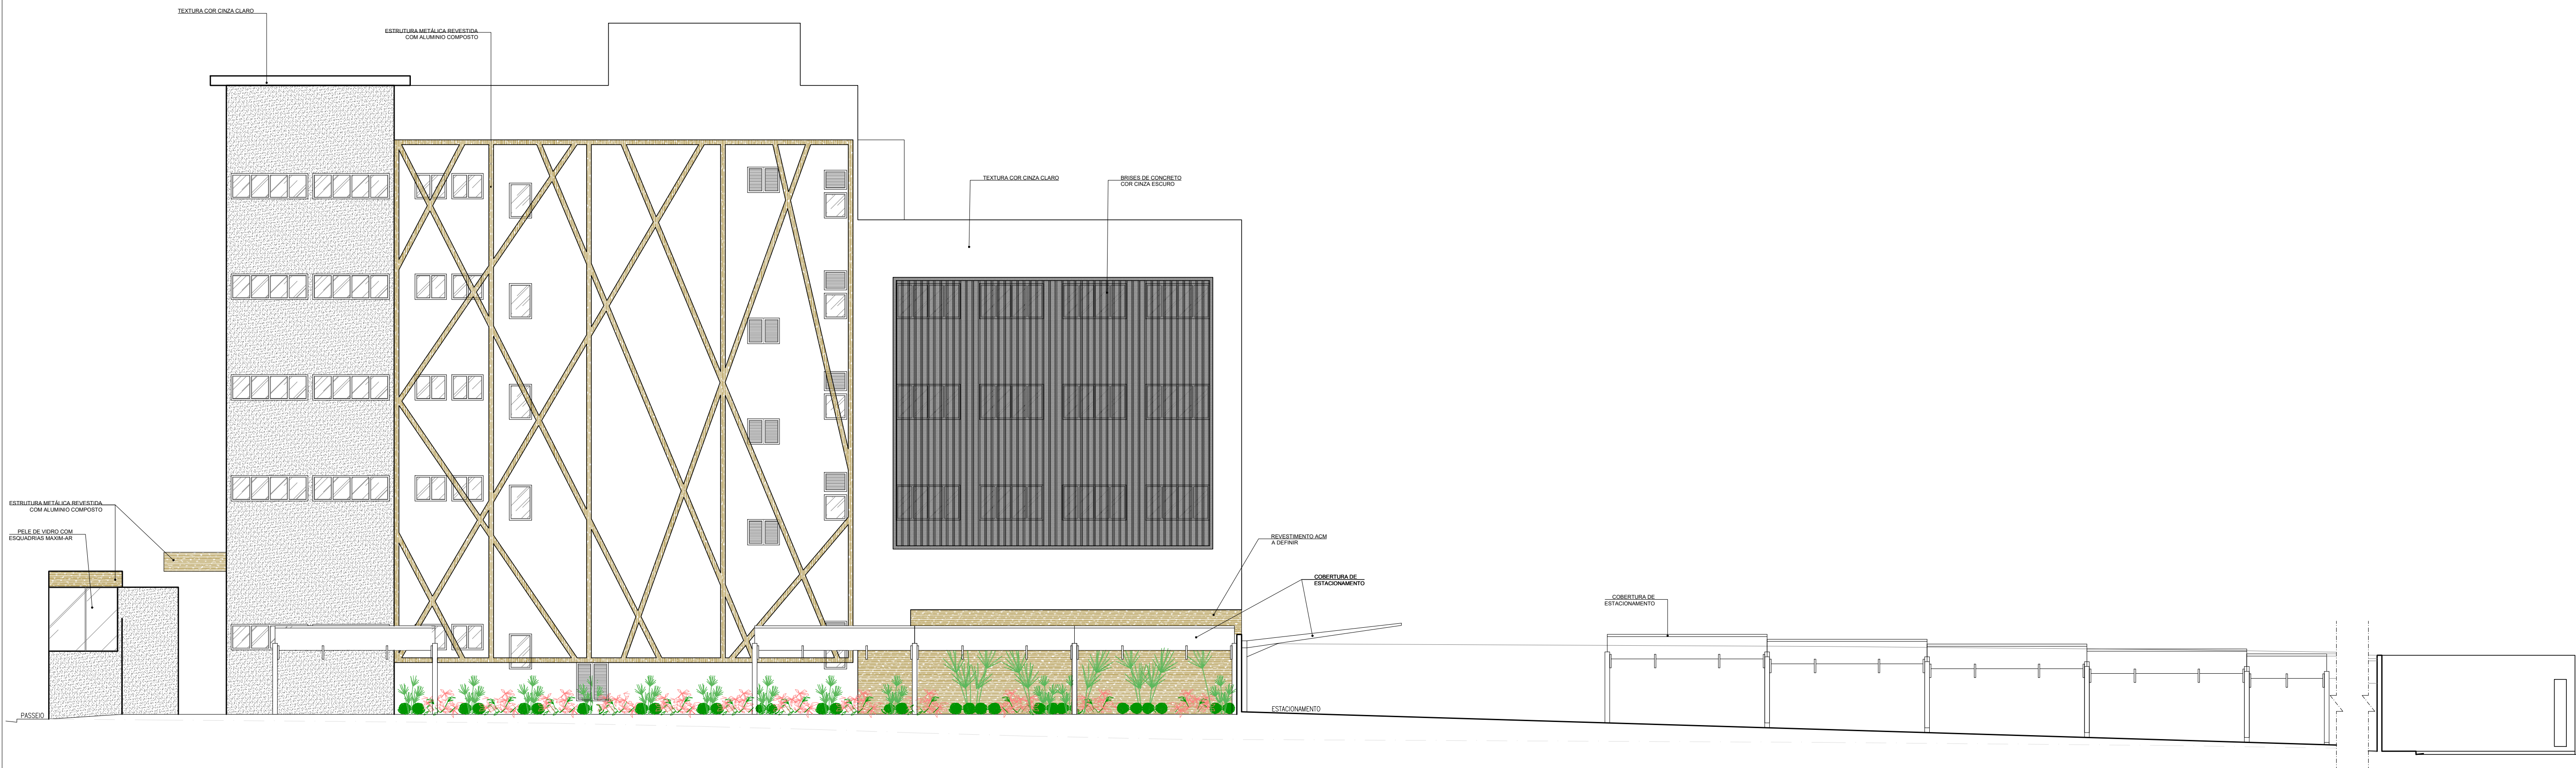 TEXTURA COR CINZA CLARO
ESTRUTURA METÁLICA REVESTIDA
COM ALUMINIO COMPOSTO
TEXTURA COR CINZA CLARO
BRISES DE CONCRETO
COR CINZA ESCURO
ESTRUTURA METÁLICA REVESTIDA
COM ALUMINIO COMPOSTO
PELE DE VIDRO COM
ESQUADRIAS MAXIM-AR
REVESTIMENTO ACM
A DEFINIR
COBERTURA DE
ESTACIONAMENTO
COBERTURA DE
ESTACIONAMENTO
PASSEIO
ESTACIONAMENTO